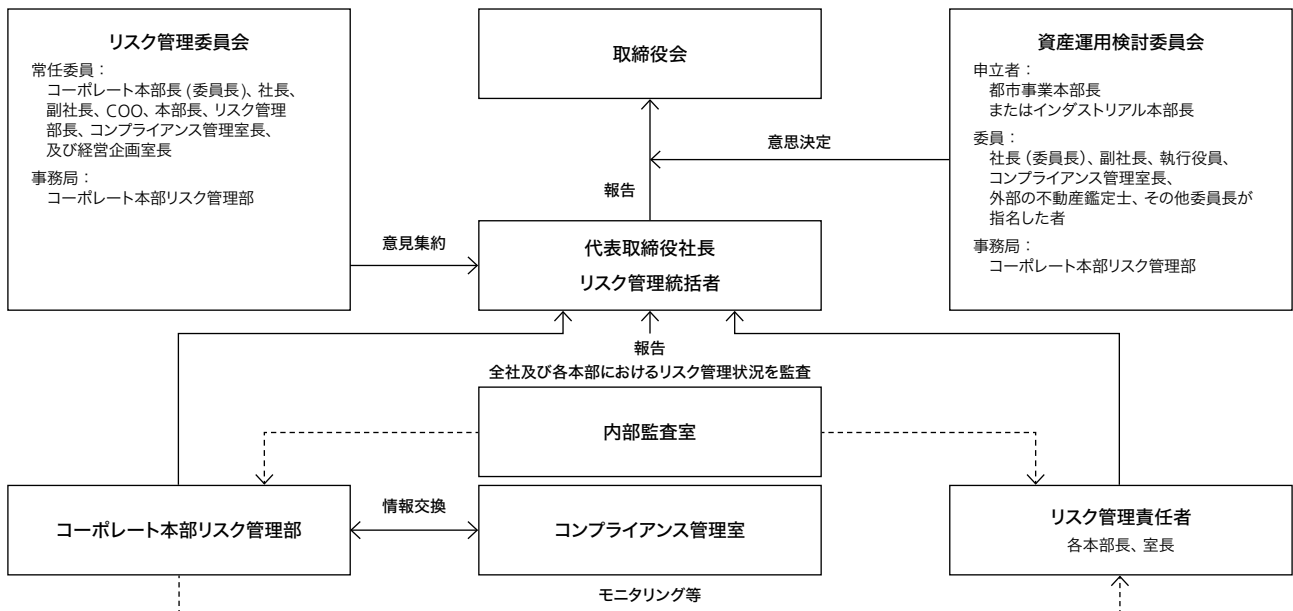 リスク管理委員会
常任委員：
コーポレート本部長 (委員長)、社長、
副社長、COO、本部長、リスク管理
部長、コンプライアンス管理室長、
及び経営企画室長
事務局：
コーポレート本部リスク管理部
取締役会
資産運用検討委員会
申立者：
都市事業本部長
またはインダストリアル本部長
委員：
社長 (委員長)、副社長、執行役員、
コンプライアンス管理室長、
外部の不動産鑑定士、その他委員長が
指名した者
事務局：
コーポレート本部リスク管理部
意思決定
報告
意見集約
代表取締役社長
リスク管理統括者
報告
全社及び各本部におけるリスク管理状況を監査
内部監査室
コーポレート本部リスク管理部
情報交換
コンプライアンス管理室
リスク管理責任者
各本部長、室長
モニタリング等